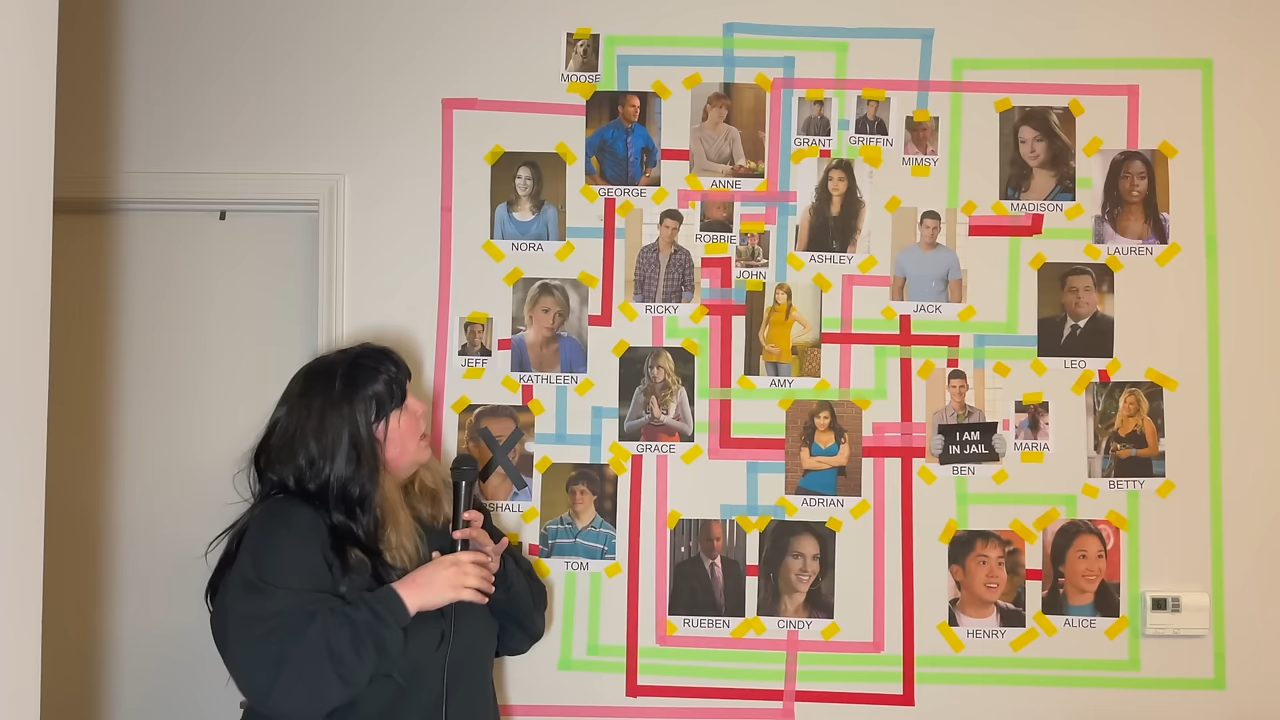 MOOSE
GEORGE
ANNE
GRANT
GRIFFIN
MIMSY
MADISON
LAUREN
NORA
ROBBIE
JOHN
ASHLEY
RICKY
JACK
JEFF
KATHLEEN
AMY
LEO
GRACE
I AM
IN JAIL
BEN
MARIA
BETTY
RSHALL
ADRIAN
TOM
RUEBEN
CINDY
HENRY
ALICE